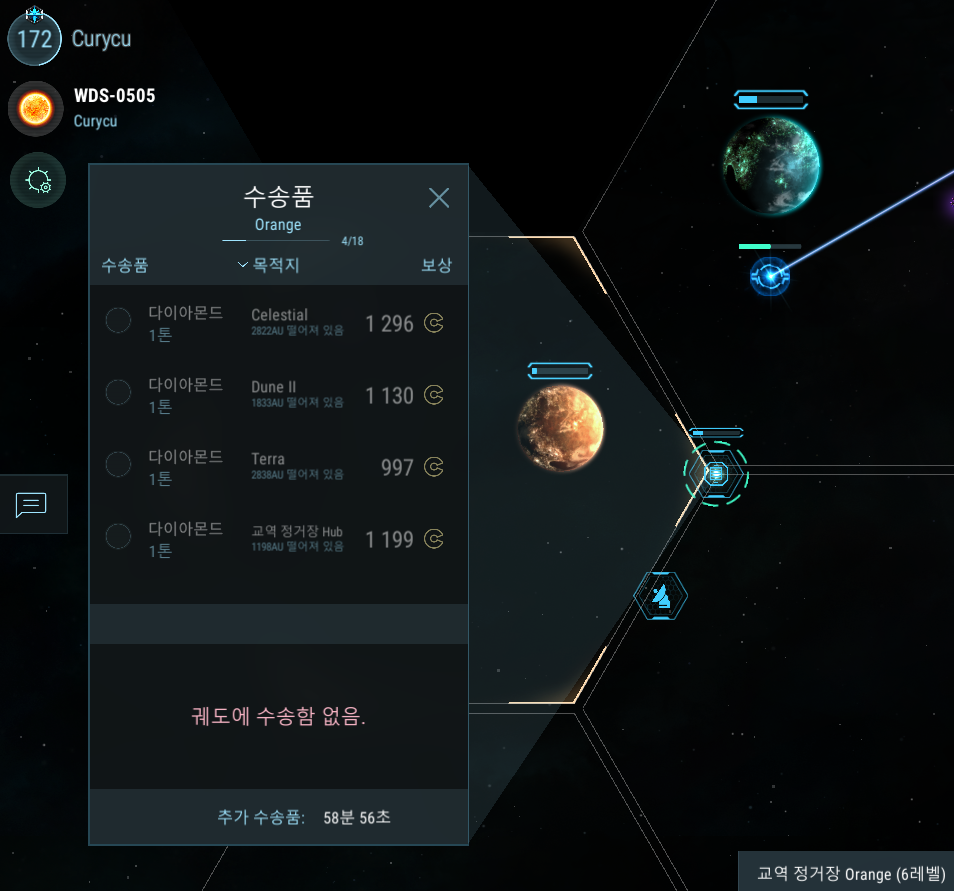 172 Curycu
WDS-0505
Curycu
수송품
Orange
4/18
수송품 목적지 보상
다이아몬드 Celestial 1 296
1톤 2822AU 떨어져 있음
다이아몬드 Dune II 1 130
1톤 1833AU 떨어져 있음
다이아몬드 Terra 997
1톤 2838AU 떨어져 있음
다이아몬드 교역 정거장 Hub 1 199
1톤 1198AU 떨어져 있음
궤도에 수송함 없음.
추가 수송품: 58분 56초
교역 정거장 Orange (6레벨)